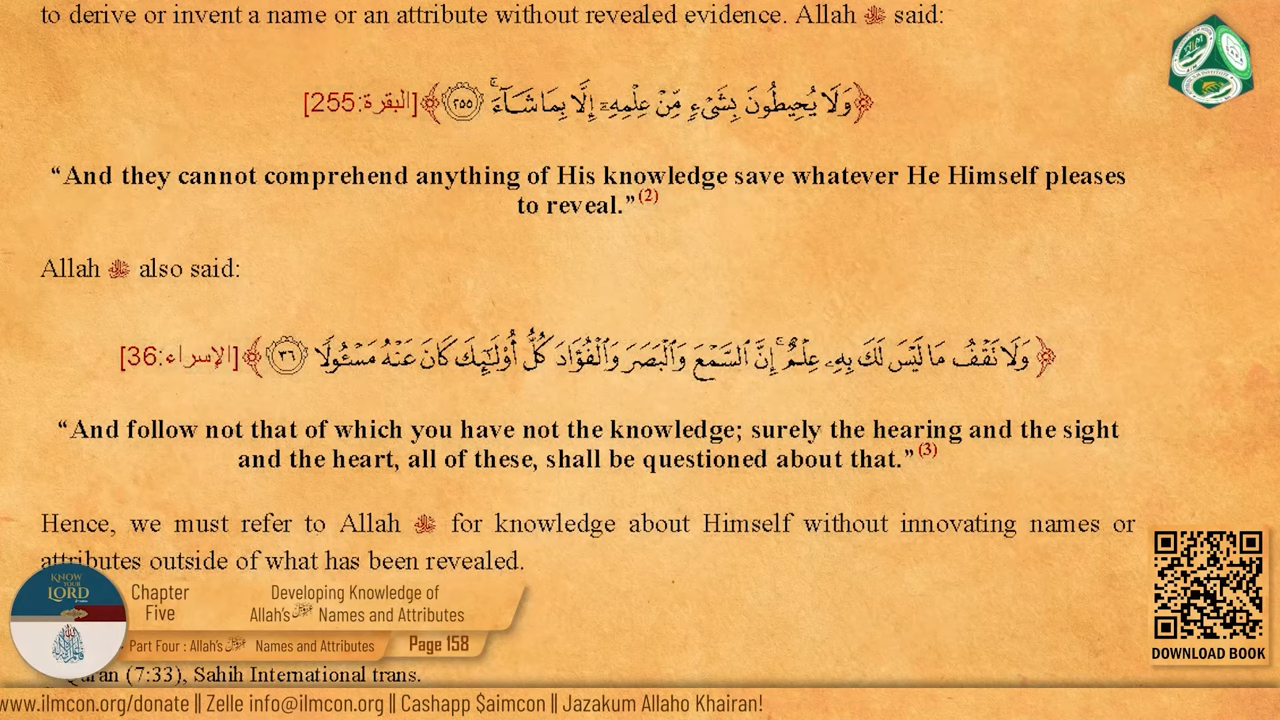 to derive or invent a name or an attribute without revealed evidence. Allah ﷻ said:
﴿وَلَا يُحِيطُونَ بِشَيْءٍ مِّنْ عِلْمِهِۦٓ إِلَّا بِمَا شَآءَۚ ٢٥٥﴾ [البقرة:255]
“And they cannot comprehend anything of His knowledge save whatever He Himself pleases
to reveal.”(2)
Allah ﷻ also said:
﴿وَلَا تَقْفُ مَا لَيْسَ لَكَ بِهِۦ عِلْمٌۚ إِنَّ ٱلسَّمْعَ وَٱلْبَصَرَ وَٱلْفُؤَادَ كُلُّ أُو۟لَٰٓئِكَ كَانَ عَنْهُ مَسْـُٔولًا ٣٦﴾ [الإسراء:36]
“And follow not that of which you have not the knowledge; surely the hearing and the sight
and the heart, all of these, shall be questioned about that.”(3)
Hence, we must refer to Allah ﷻ for knowledge about Himself without innovating names or
attributes outside of what has been revealed.
KNOW
YOUR
LORD
Chapter
Five
Developing Knowledge of
Allah’s ﷻ Names and Attributes
Part Four : Allah’s ﷻ Names and Attributes
Page 158
(7:33), Sahih International trans.
DOWNLOAD BOOK
www.ilmcon.org/donate || Zelle info@ilmcon.org || Cashapp $aimcon || Jazakum Allaho Khairan!